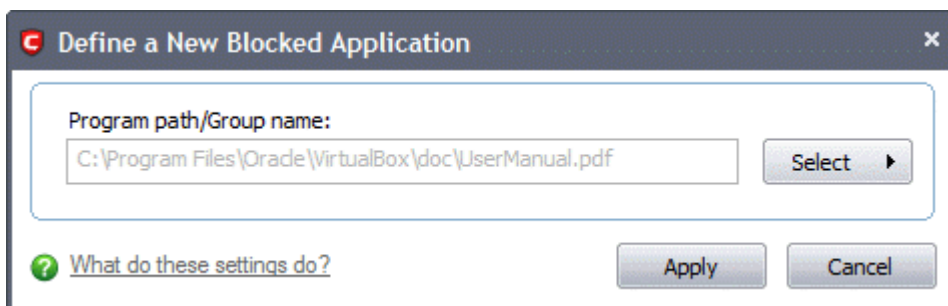 Define a New Blocked Application
Program path/Group name:
C:\Program Files\Oracle\VirtualBox\doc\UserManual.pdf
Select
What do these settings do?
Apply
Cancel